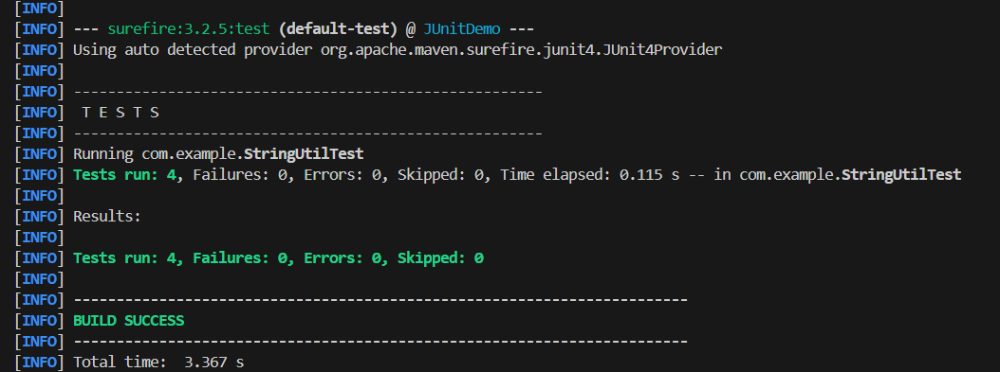 [INFO]
[INFO] --- surefire:3.2.5:test (default-test) @ JUnitDemo ---
[INFO] Using auto detected provider org.apache.maven.surefire.junit4.JUnit4Provider
[INFO]
[INFO] -------------------------------------------------------
[INFO]  T E S T S
[INFO] -------------------------------------------------------
[INFO] Running com.example.StringUtilTest
[INFO] Tests run: 4, Failures: 0, Errors: 0, Skipped: 0, Time elapsed: 0.115 s -- in com.example.StringUtilTest
[INFO]
[INFO] Results:
[INFO]
[INFO] Tests run: 4, Failures: 0, Errors: 0, Skipped: 0
[INFO]
[INFO] ------------------------------------------------------------------------
[INFO] BUILD SUCCESS
[INFO] ------------------------------------------------------------------------
[INFO] Total time:  3.367 s